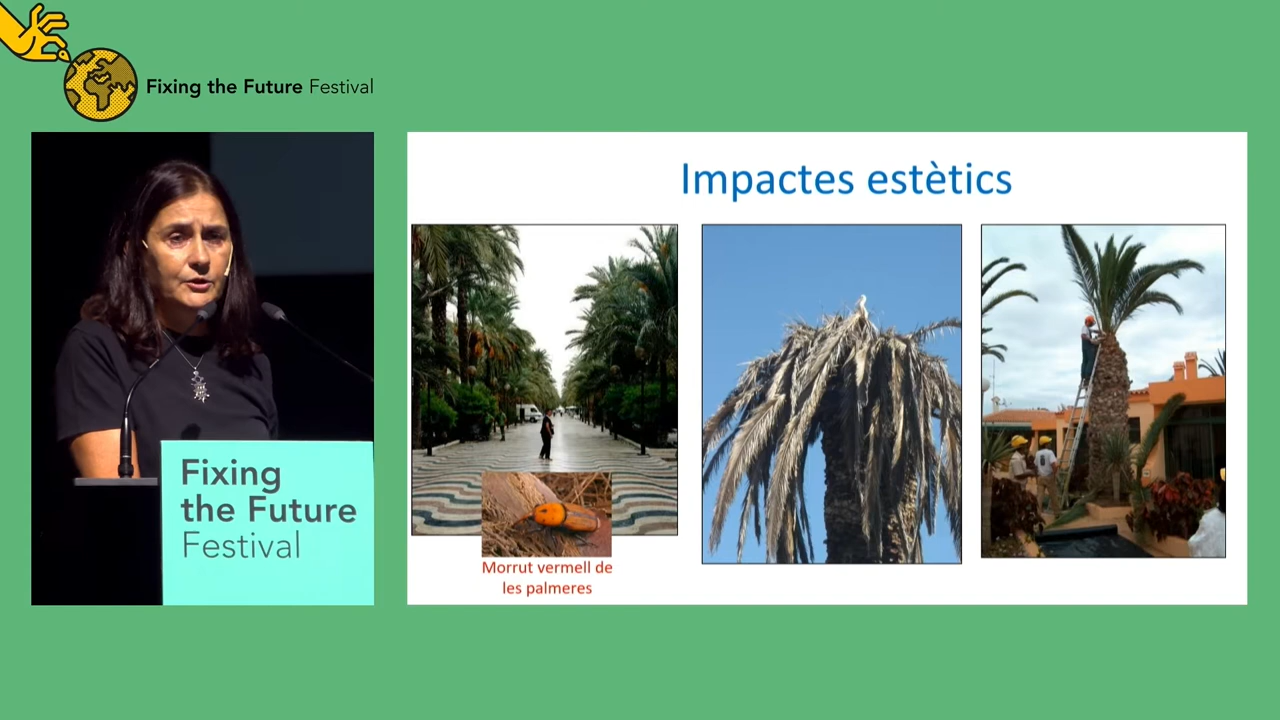 Fixing the Future Festival
Impactes estètics
Morrut vermell de
les palmeres
Fixing
the Future
Festival